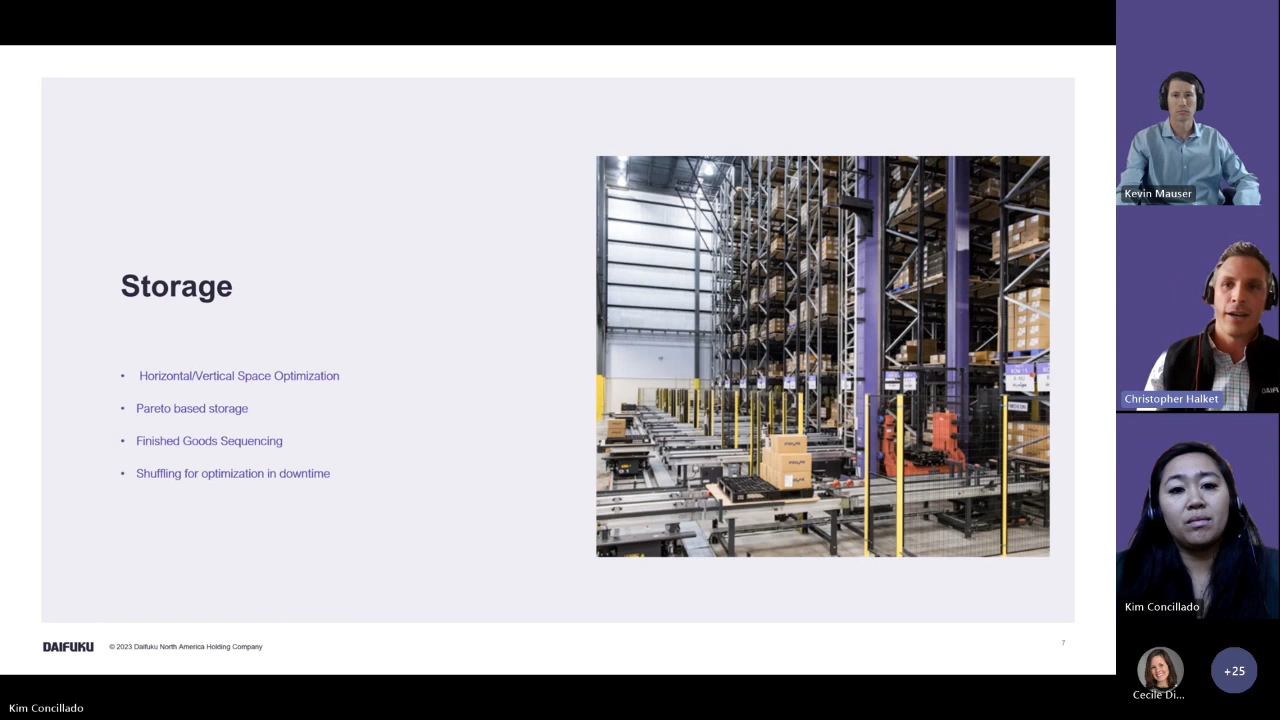 Storage
• Horizontal/Vertical Space Optimization
• Pareto based storage
• Finished Goods Sequencing
• Shuffling for optimization in downtime
DAIFUKU
© 2023 Daifuku North America Holding Company
7
Kevin Mauser
Christopher Halket
Kim Concillado
Cecile Di...
+25
Kim Concillado